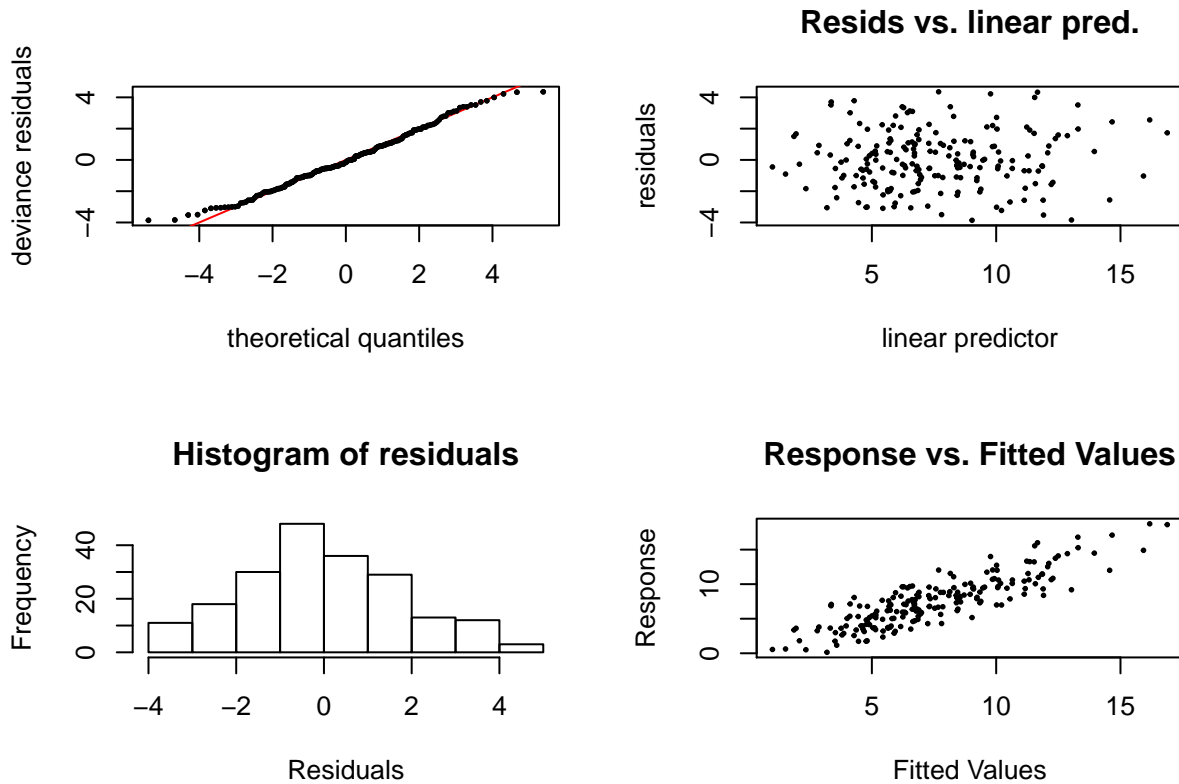 deviance residuals
4
0
−4
−4 −2 0 2 4
theoretical quantiles
Resids vs. linear pred.
residuals
4
0
−4
5 10 15
linear predictor
Histogram of residuals
Frequency
40
20
0
−4 −2 0 2 4
Residuals
Response vs. Fitted Values
Response
10
0
5 10 15
Fitted Values